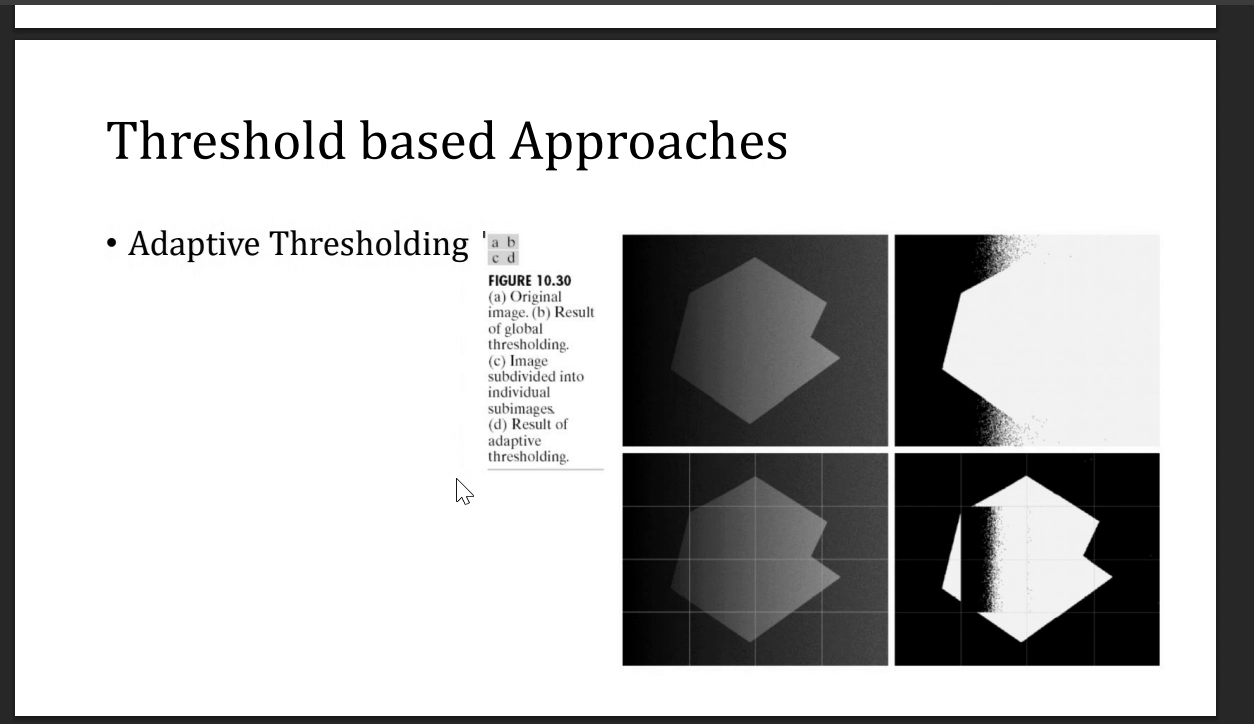 Threshold based Approaches
• Adaptive Thresholding
a b
c d
FIGURE 10.30
(a) Original
image. (b) Result
of global
thresholding.
(c) Image
subdivided into
individual
subimages.
(d) Result of
adaptive
thresholding.